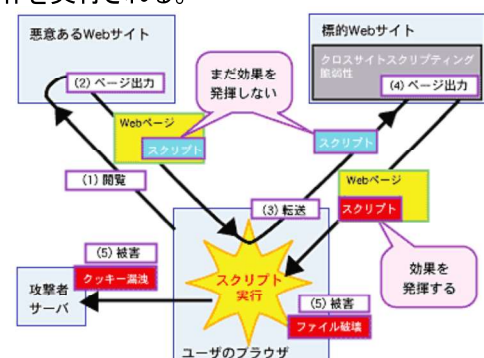 悪意あるWebサイト
標的Webサイト
クロスサイトスクリプティング
脆弱性
(2) ページ出力
まだ効果を
発揮しない
(4) ページ出力
Webページ
スクリプト
スクリプト
(1) 閲覧
Webページ
スクリプト
(3) 転送
(5) 被害
クッキー漏洩
攻撃者
サーバ
スクリプト
実行
効果を
発揮する
(5) 被害
ファイル破壊
ユーザのブラウザ